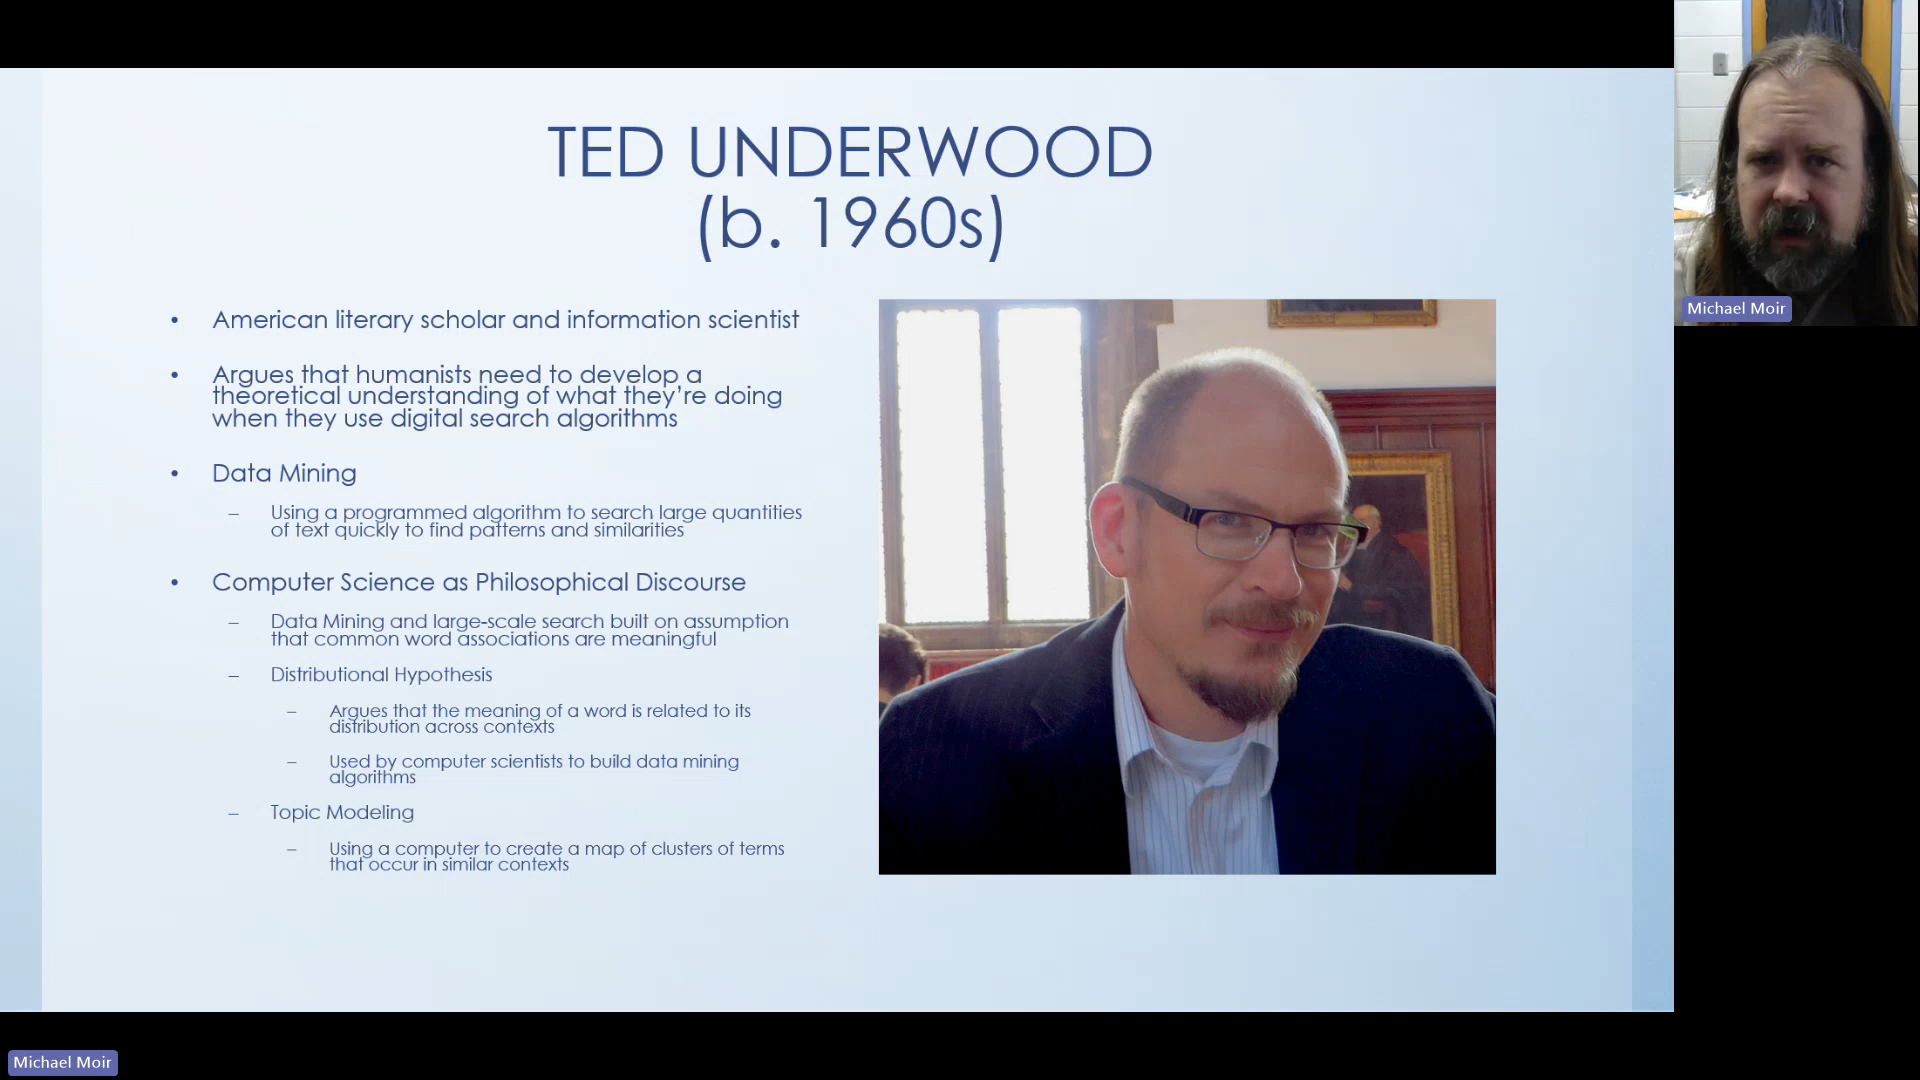 TED UNDERWOOD
(b. 1960s)
• American literary scholar and information scientist
• Argues that humanists need to develop a
theoretical understanding of what they’re doing
when they use digital search algorithms
• Data Mining
– Using a programmed algorithm to search large quantities
of text quickly to find patterns and similarities
• Computer Science as Philosophical Discourse
– Data Mining and large-scale search built on assumption
that common word associations are meaningful
– Distributional Hypothesis
– Argues that the meaning of a word is related to its
distribution across contexts
– Used by computer scientists to build data mining
algorithms
– Topic Modeling
– Using a computer to create a map of clusters of terms
that occur in similar contexts
Michael Moir
Michael Moir